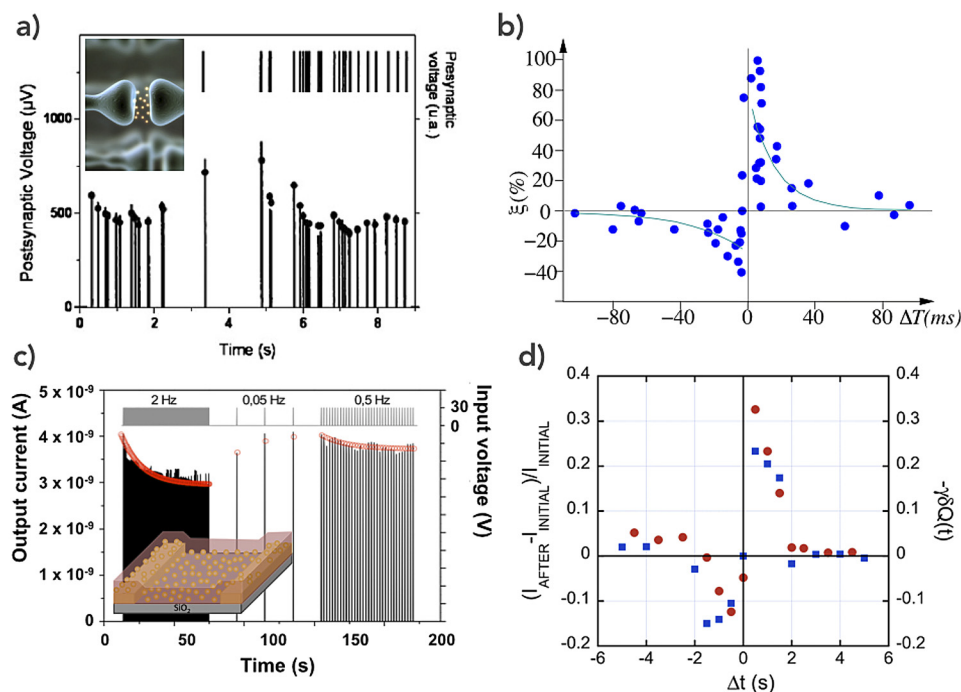 a)
Postsynaptic Voltage (µV)
1000
500
0
0 2 4 6 8
Time (s)
Presynaptic
voltage (u.a.)
b)
ξ(%)
100
80
60
40
20
0
−20
−40
−80 −40 0 40 80 ΔT(ms)
c)
Output current (A)
5 x 10⁻⁹
4 x 10⁻⁹
3 x 10⁻⁹
2 x 10⁻⁹
1 x 10⁻⁹
0
2 Hz 0,05 Hz 0,5 Hz
30
0
Input voltage
(V)
SiO₂
0 50 100 150 200
Time (s)
d)
(I_AFTER -I_INITIAL)/I_INITIAL
0.4
0.3
0.2
0.1
0
-0.1
-0.2
-6 -4 -2 0 2 4 6
Δt (s)
0.4
0.3
0.2
0.1
0
-0.1
-0.2
-γδQ(t)